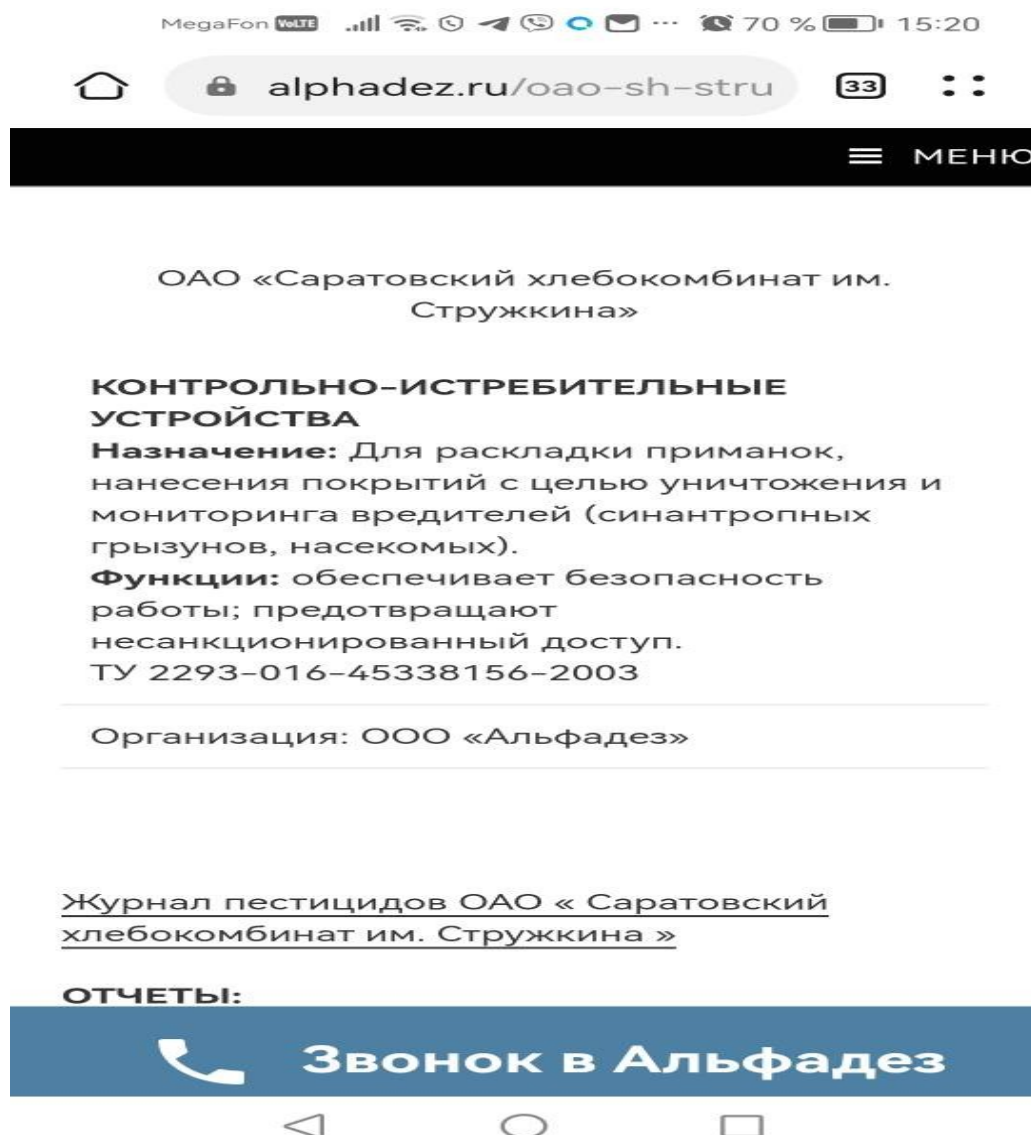 MegaFon VoLTE ... 70 % 15:20
alphadez.ru/oao-sh-stru 33
МЕНЮ
ОАО «Саратовский хлебокомбинат им.
Стружкина»
КОНТРОЛЬНО-ИСТРЕБИТЕЛЬНЫЕ
УСТРОЙСТВА
Назначение: Для раскладки приманок,
нанесения покрытий с целью уничтожения и
мониторинга вредителей (синантропных
грызунов, насекомых).
Функции: обеспечивает безопасность
работы; предотвращают
несанкционированный доступ.
ТУ 2293-016-45338156-2003
Организация: ООО «Альфадез»
Журнал пестицидов ОАО « Саратовский
хлебокомбинат им. Стружкина »
ОТЧЕТЫ:
Звонок в Альфадез